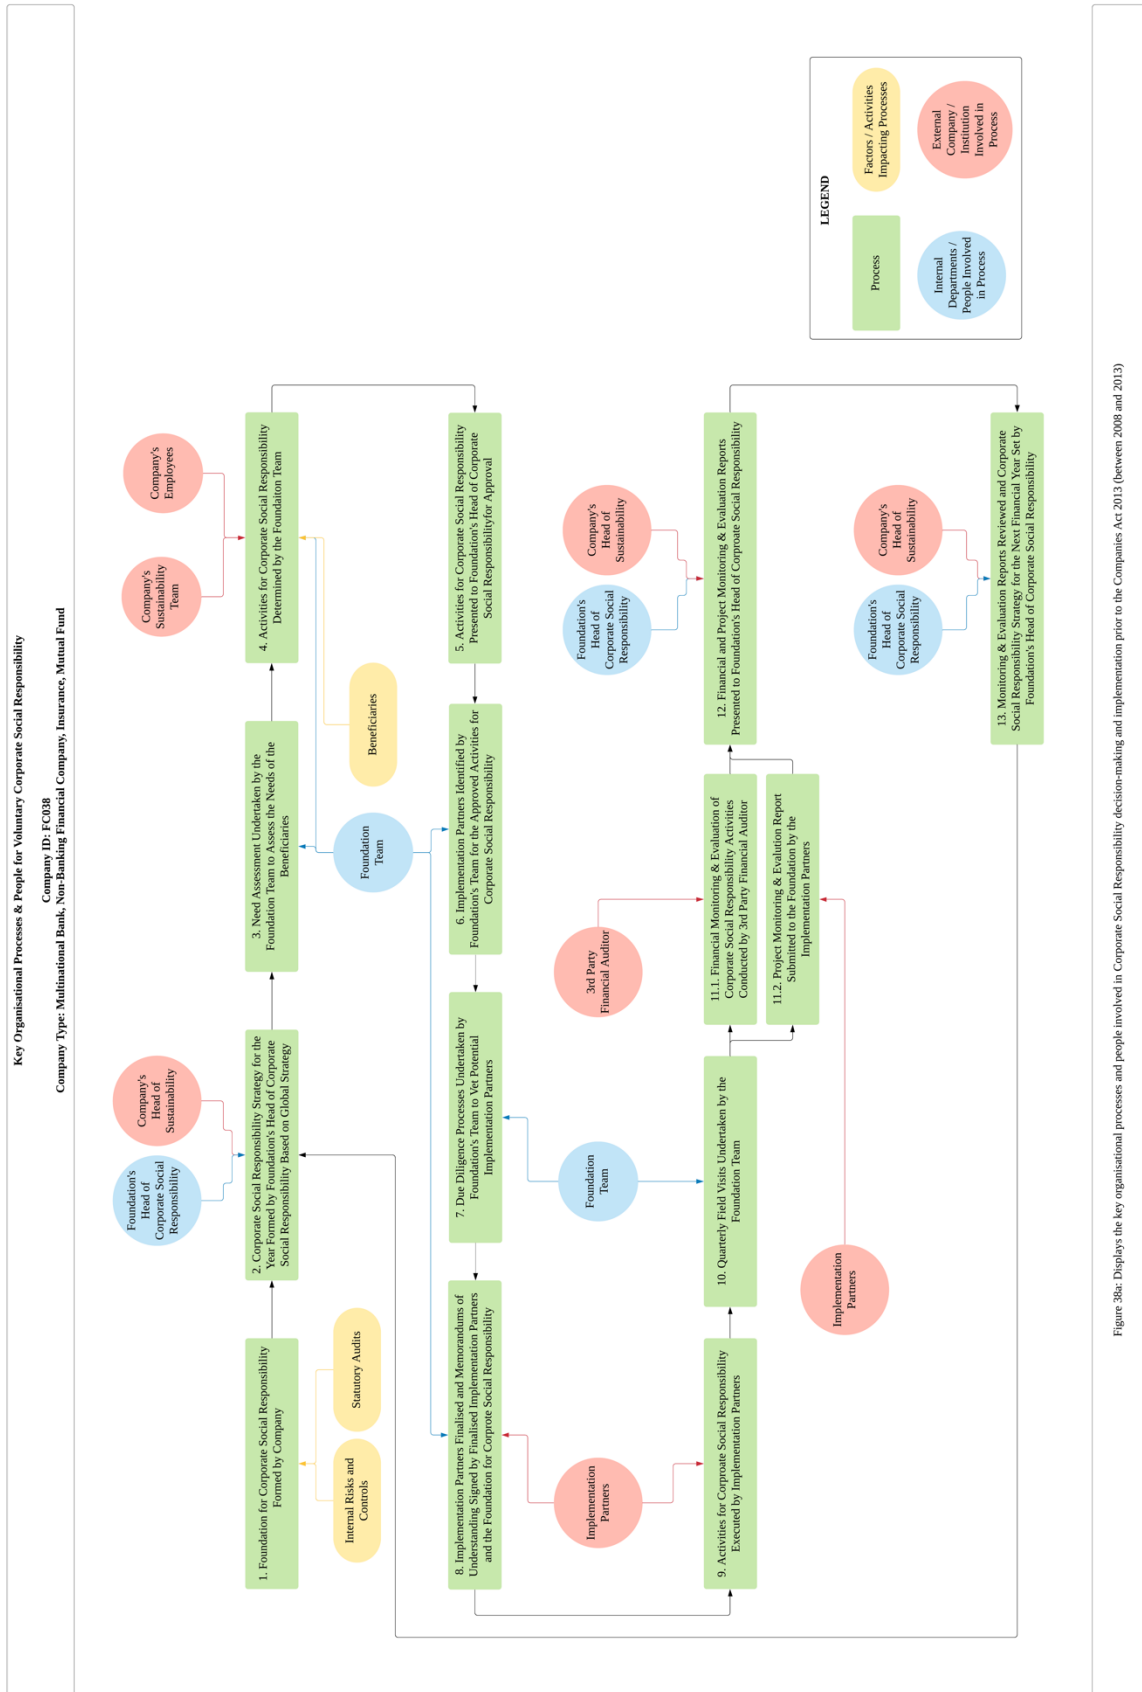 Key Organisational Processes & People for Voluntary Corporate Social Responsibility
Company ID: FC038
Company Type: Multinational Bank, Non-Banking Financial Company, Insurance, Mutual Fund
Foundation's
Head of
Corporate Social
Responsibility
Company's
Head of
Sustainability
Company's
Sustainability
Team
Company's
Employees
1. Foundation for Corporate Social Responsibility
Formed by Company
2. Corporate Social Responsibility Strategy for the
Year Formed by Foundation's Head of Corporate
Social Responsibility Based on Global Strategy
3. Need Assessment Undertaken by the
Foundation Team to Assess the Needs of the
Beneficiaries
4. Activities for Corporate Social Responsibility
Determined by the Foundaiton Team
Internal Risks and
Controls
Statutory Audits
Foundation
Team
Beneficiaries
8. Implementation Partners Finalised and Memorandums of
Understanding Signed by Finalised Implementation Partners
and the Foundation for Corprote Social Responsibility
7. Due Diligence Processes Undertaken by
Foundation's Team to Vet Potential
Implementation Partners
6. Implementation Partners Identified by
Foundation's Team for the Approved Activities for
Corporate Social Responsibility
5. Activities for Corporate Social Responsibility
Presented to Foundation's Head of Corporate
Social Responsibilityfor Approval
Implementation
Partners
Foundation
Team
3rd Party
Financial Auditor
Foundation's
Head of
Corporate Social
Responsibility
Company's
Head of
Sustainability
9. Activities for Corproate Social Responsibility
Executed by Implementation Partners
10. Quarterly Field Visits Undertaken by the
Foundation Team
11.1. Financial Monitoring & Evaluation of
Corporate Social Responsibility Activities
Conducted by 3rd Party Financial Auditor
11.2. Project Monitoring & Evalution Report
Submitted to the Foundation by the
Implementation Partners
12. Financial and Project Monitoring & Evaluation Reports
Presented to Foundation's Head of Corproate Social Responsibility
Implementation
Partners
Foundation's
Head of
Corporate Social
Responsibility
Company's
Head of
Sustainability
13. Monitoring & Evaluation Reports Reviewed and Corporate
Social Responsibility Strategy for the Next Financial Year Set by
Foundation's Head of Corporate Social Responsibility
LEGEND
Process
Factors / Activities
Impacting Processes
Internal
Departments /
People Involved
in Process
External
Company /
Institution
Involved in
Process
Figure 38a: Displays the key organisational processes and people involved in Corporate Social Responsibility decision-making and implementation prior to the Companies Act 2013 (between 2008 and 2013)